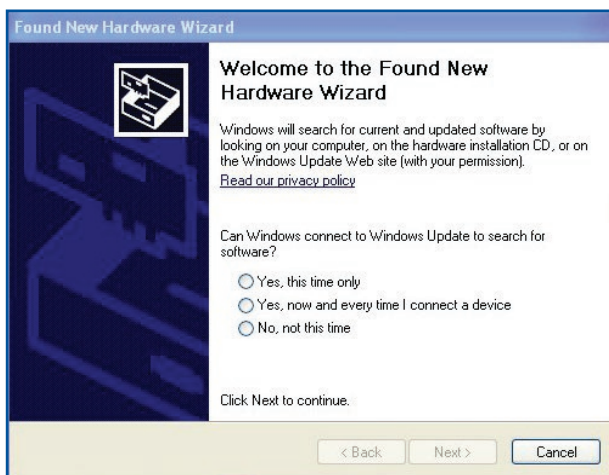 Found New Hardware Wizard
Welcome to the Found New
Hardware Wizard
Windows will search for current and updated software by
looking on your computer, on the hardware installation CD, or on
the Windows Update Web site (with your permission).
Read our privacy policy
Can Windows connect to Windows Update to search for
software?
Yes, this time only
Yes, now and every time I connect a device
No, not this time
Click Next to continue.
< Back
Next >
Cancel